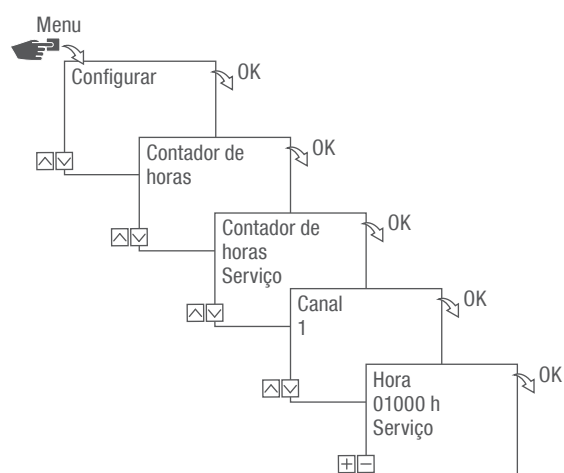 Menu
Configurar
OK
Contador de
horas
OK
Contador de
horas
Serviço
OK
Canal
1
OK
Hora
01000 h
Serviço
OK